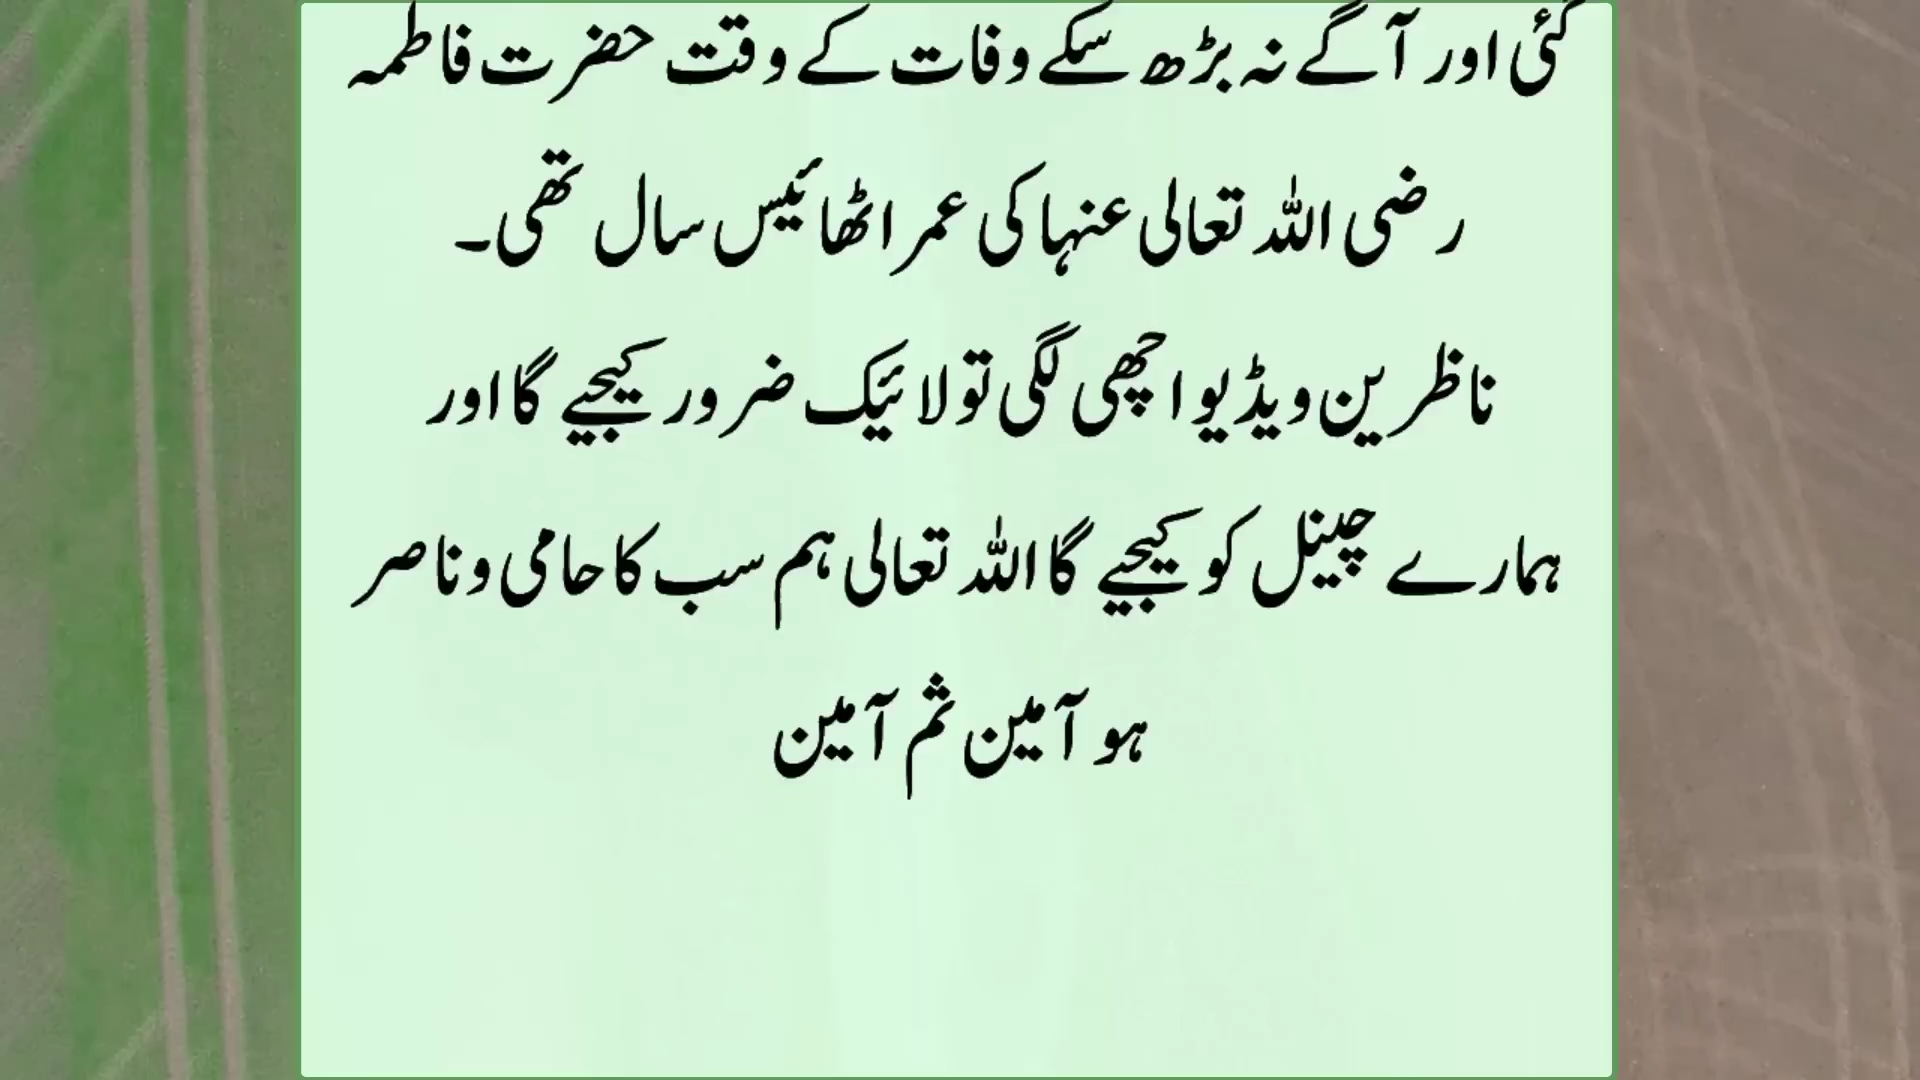 گئی اور آگے نہ بڑھ سکے وفات کے وقت حضرت فاطمہ
رضی اللہ تعالی عنہا کی عمر اٹھائیس سال تھی۔
ناظرین ویڈیو اچھی لگی تو لائیک ضرور کیجیے گا اور
ہمارے چینل کو کیجیے گا اللہ تعالی ہم سب کا حامی و ناصر
ہو آمین ثم آمین